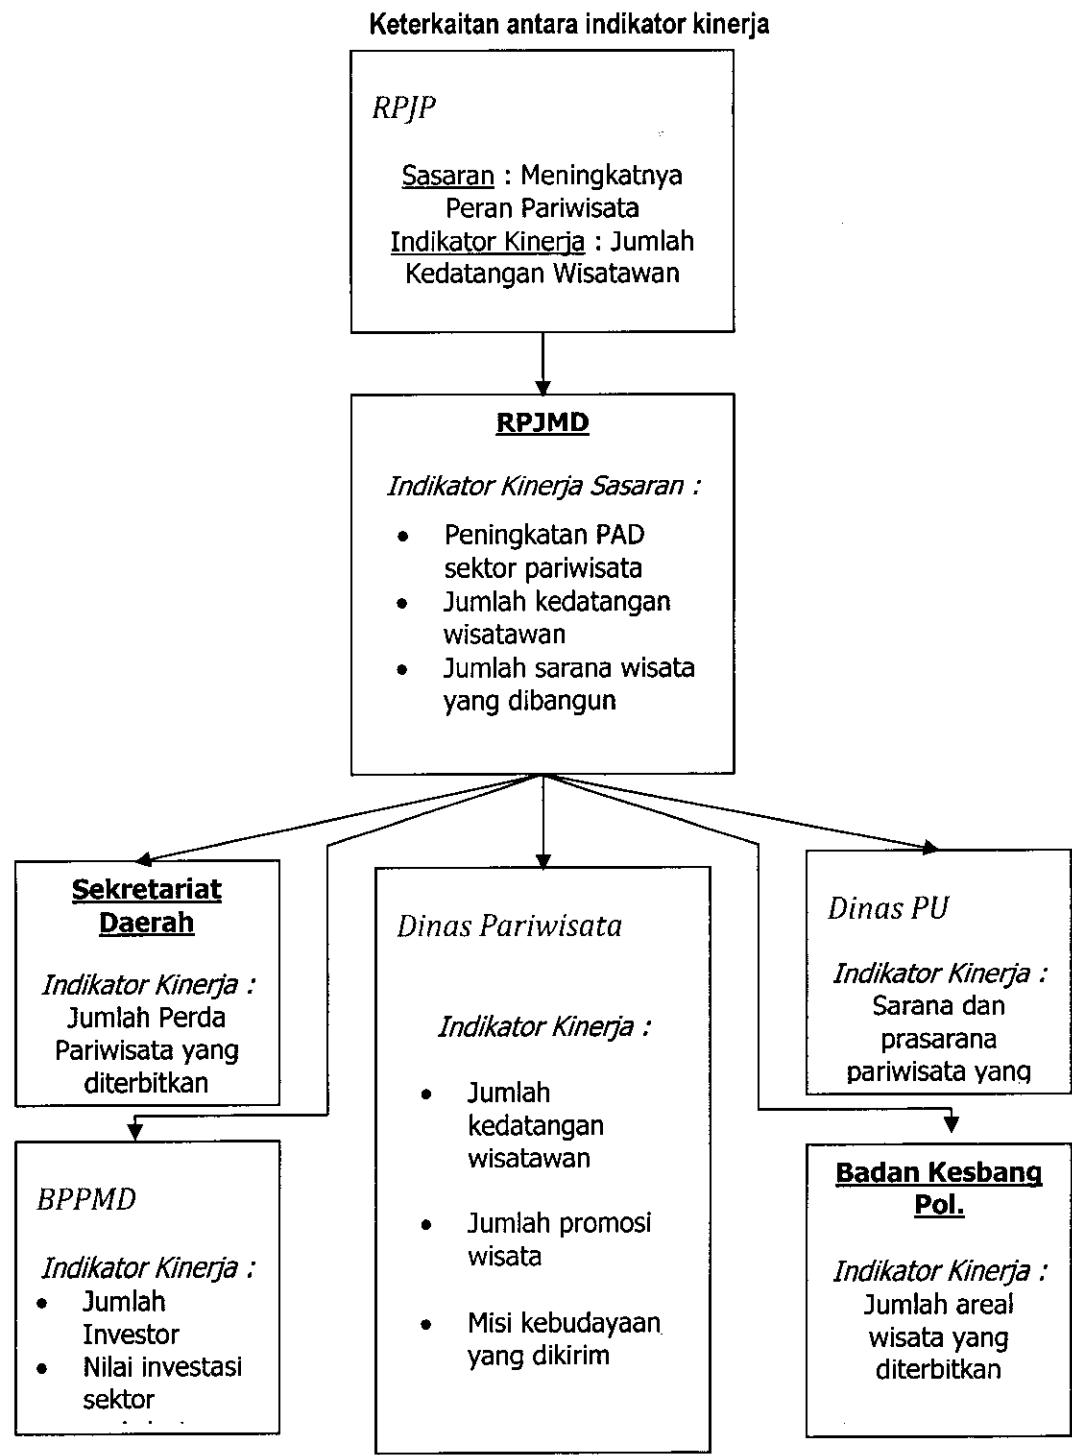 Keterkaitan antara indikator kinerja
RPJP
Sasaran : Meningkatnya
Peran Pariwisata
Indikator Kinerja : Jumlah
Kedatangan Wisatawan
RPJMD
Indikator Kinerja Sasaran :
• Peningkatan PAD
sektor pariwisata
• Jumlah kedatangan
wisatawan
• Jumlah sarana wisata
yang dibangun
Sekretariat
Daerah
Indikator Kinerja :
Jumlah Perda
Pariwisata yang
diterbitkan
BPPMD
Indikator Kinerja :
• Jumlah
Investor
• Nilai investasi
sektor
Dinas Pariwisata
Indikator Kinerja :
• Jumlah
kedatangan
wisatawan
• Jumlah promosi
wisata
• Misi kebudayaan
yang dikirim
Dinas PU
Indikator Kinerja :
Sarana dan
prasarana
pariwisata yang
Badan Kesbang
Pol.
Indikator Kinerja :
Jumlah areal
wisata yang
diterbitkan